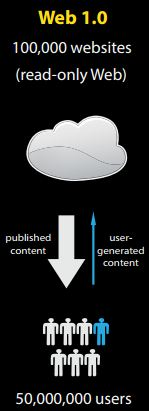 Web 1.0
100,000 websites
(read-only Web)
published
content
user-
generated
content
50,000,000 users